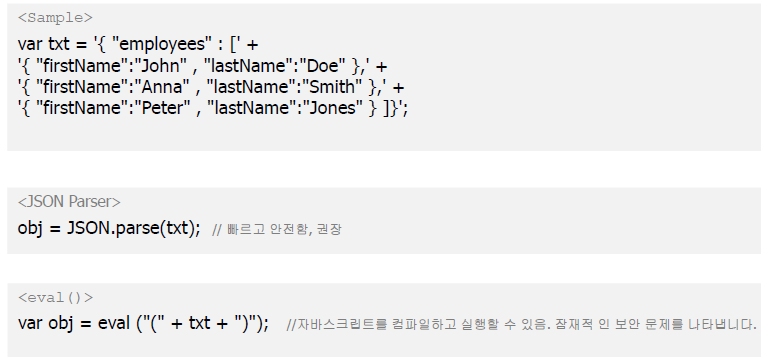 <Sample>
var txt = '{ "employees" : [' +
'{ "firstName":"John" , "lastName":"Doe" },' +
'{ "firstName":"Anna" , "lastName":"Smith" },' +
'{ "firstName":"Peter" , "lastName":"Jones" } ]}';
<JSON Parser>
obj = JSON.parse(txt); // 빠르고 안전함, 권장
<eval()>
var obj = eval ("(" + txt + ")"); //자바스크립트를 컴파일하고 실행할 수 있음. 잠재적 인 보안 문제를 나타냅니다.